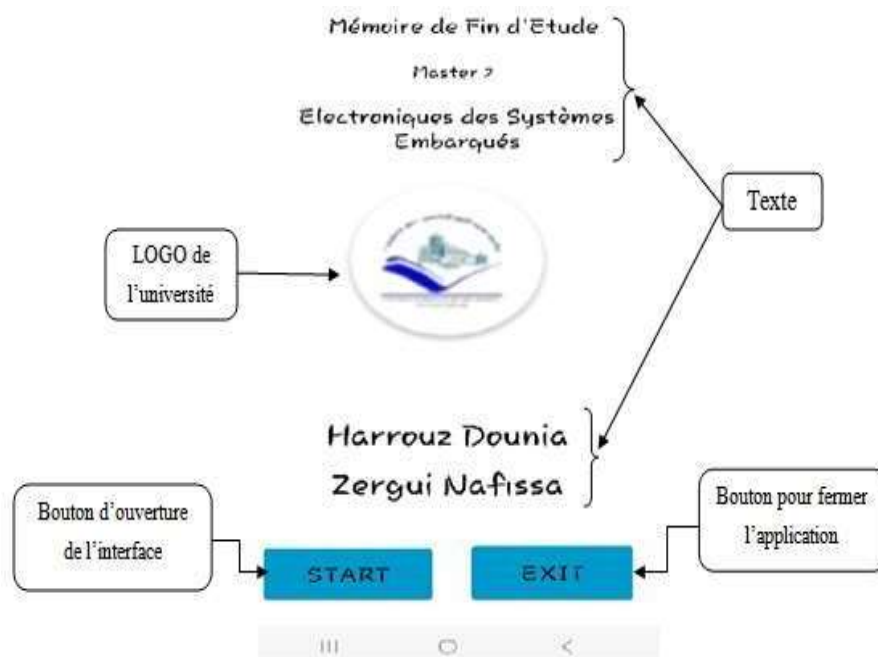 Mémoire de Fin d'Etude
Master 2
Electroniques des Systèmes
Embarqués
Texte
LOGO de
l'université
Harrouz Dounia
Zergui Nafissa
Bouton d'ouverture
de l'interface
Bouton pour fermer
l'application
START
EXIT